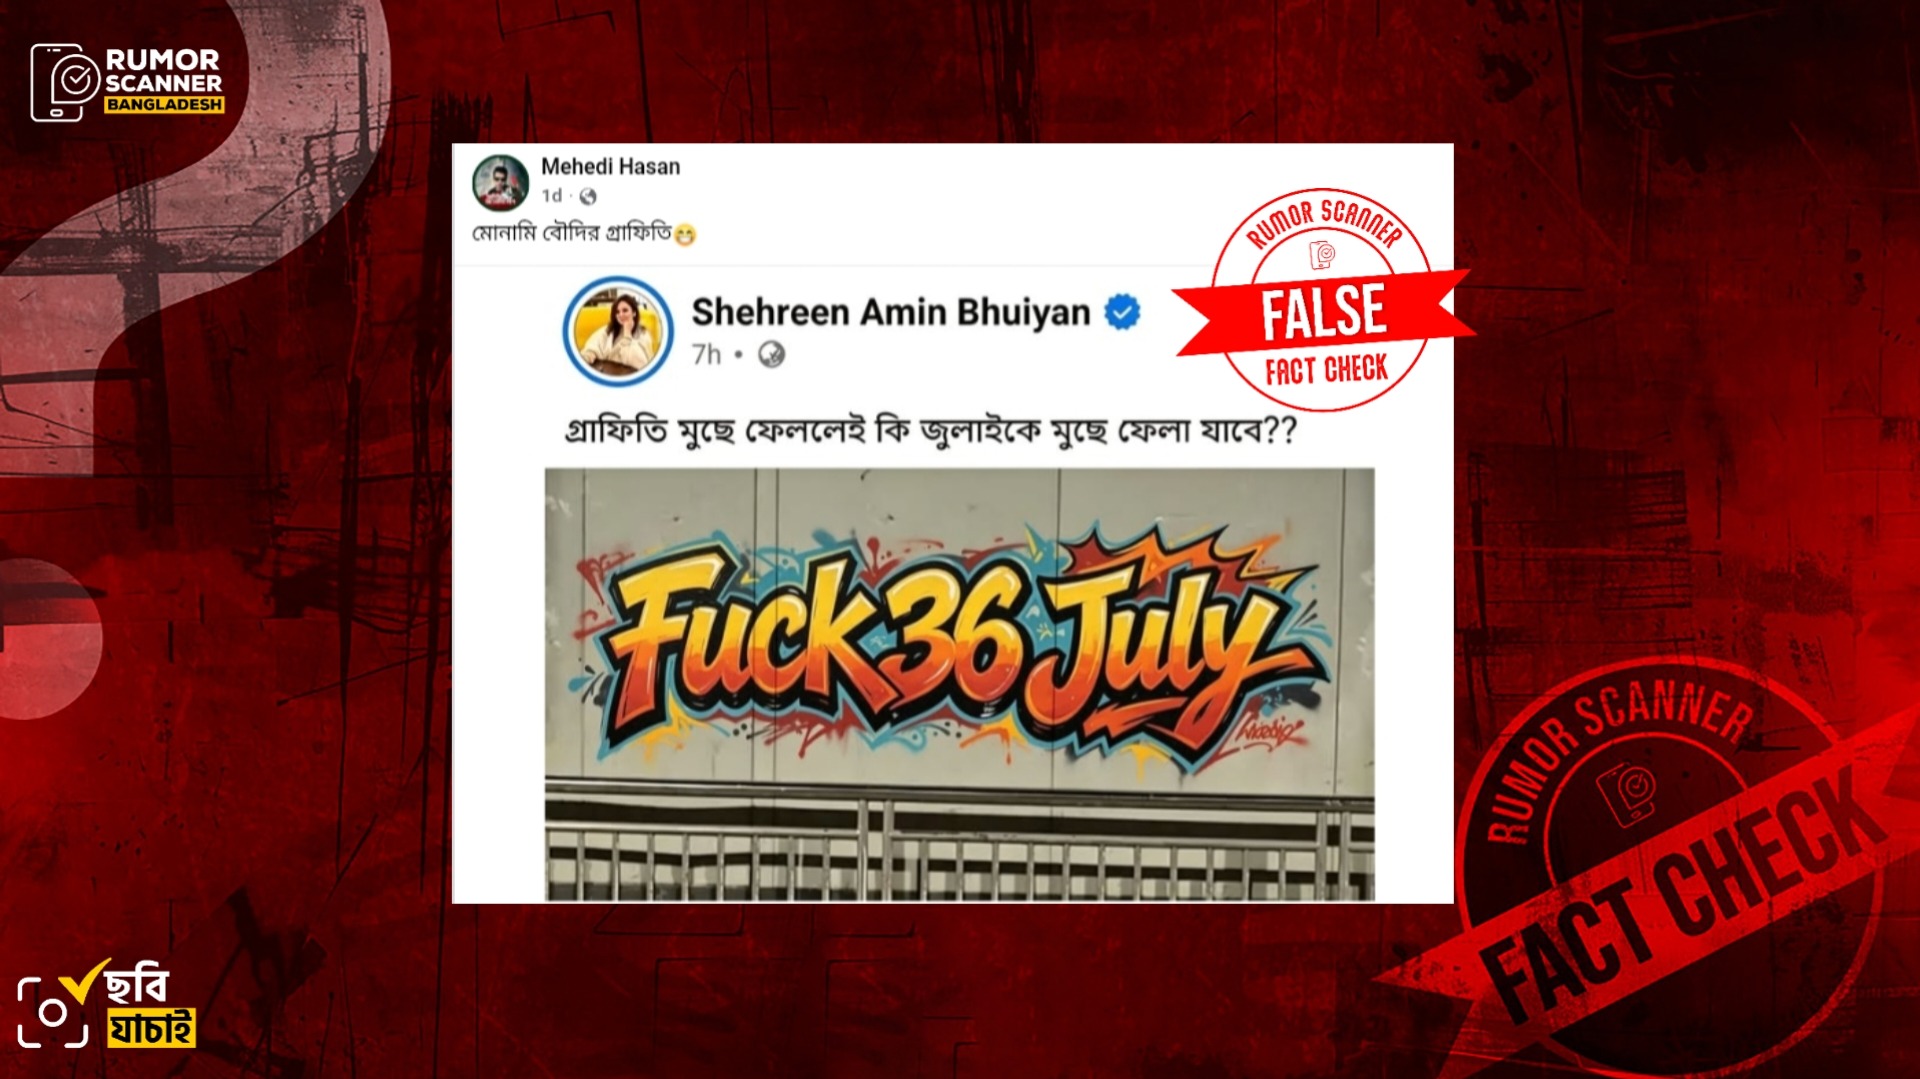 RUMOR
SCANNER
BANGLADESH
Mehedi Hasan
1d ·
মোনামি বৌদির গ্রাফিতি😁
RUMOR SCANNER
FALSE
FACT CHECK
Shehreen Amin Bhuiyan
7h •
গ্রাফিতি মুছে ফেললেই কি জুলাইকে মুছে ফেলা যাবে??
Fuck 36 July
RUMOR SCANNER
FACT CHECK
ছবি
যাচাই